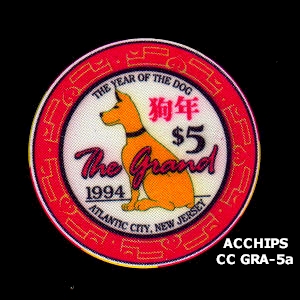 THE YEAR OF THE DOG
狗年
$5
The Grand
1994
ATLANTIC CITY, NEW JERSEY
ACCHIPS
CC GRA-5a